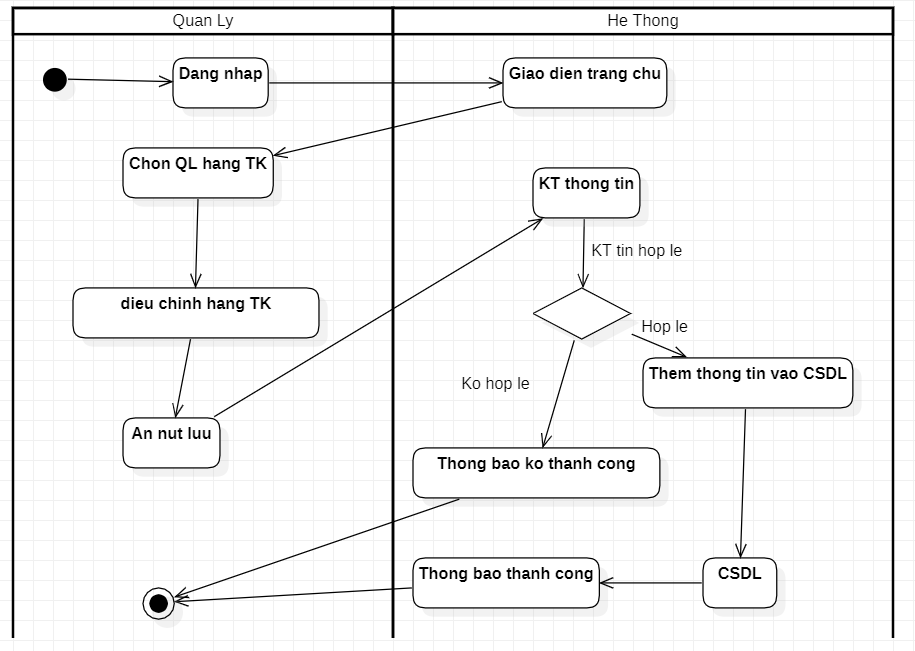 Quan Ly
He Thong
Dang nhap
Giao dien trang chu
Chon QL hang TK
KT thong tin
KT tin hop le
dieu chinh hang TK
Hop le
Them thong tin vao CSDL
Ko hop le
An nut luu
Thong bao ko thanh cong
Thong bao thanh cong
CSDL